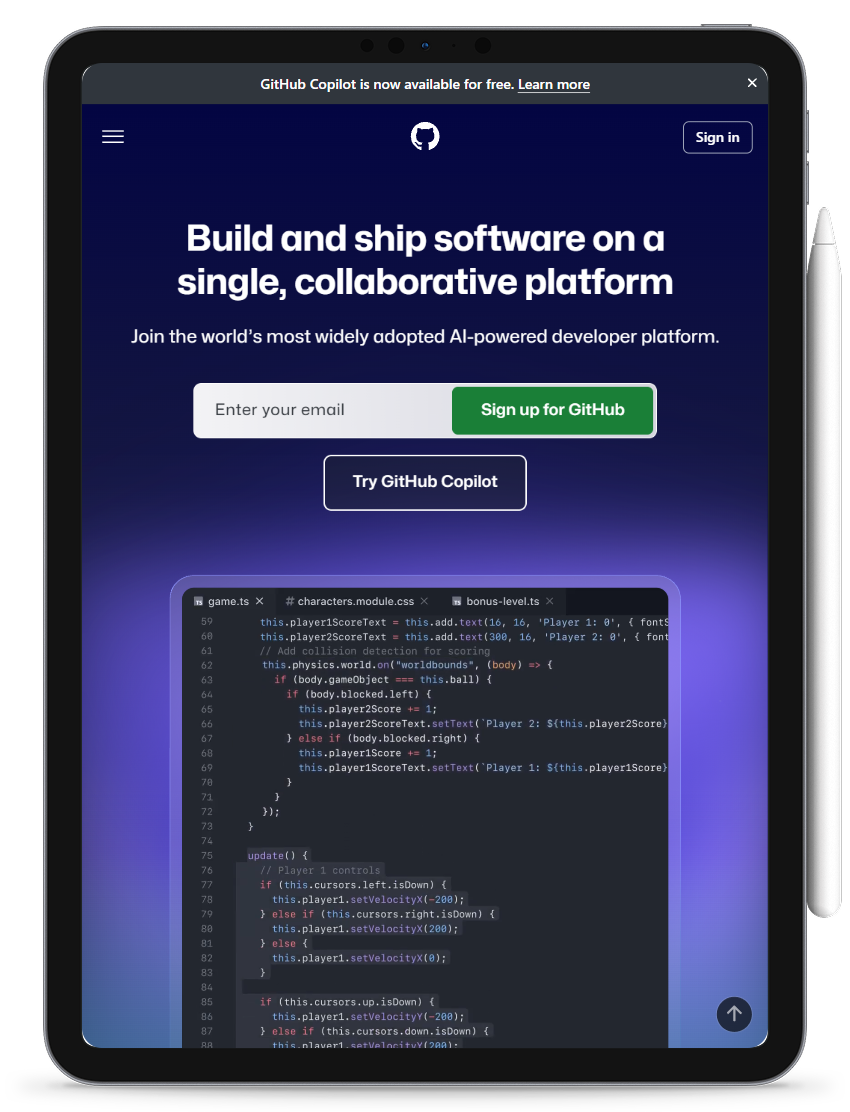 GitHub Copilot is now available for free. Learn more
Sign in
Build and ship software on a
single, collaborative platform
Join the world's most widely adopted AI-powered developer platform.
Enter your email
Sign up for GitHub
Try GitHub Copilot
game.ts
characters.module.css
bonus-level.ts
59 this.player1ScoreText = this.add.text(16, 16, 'Player 1: 0', { fontS
60 this.player2ScoreText = this.add.text(300, 16, 'Player 2: 0', { font
61 // Add collision detection for scoring
62 this.physics.world.on("worldbounds", (body) => {
63 if (body.gameObject === this.ball) {
64 if (body.blocked.left) {
65 this.player2Score += 1;
66 this.player2ScoreText.setText(`Player 2: ${this.player2Score}
67 } else if (body.blocked.right) {
68 this.player1Score += 1;
69 this.player1ScoreText.setText(`Player 1: ${this.player1Score}
70 }
71 }
72 });
73 }
74
75 update() {
76 // Player 1 controls
77 if (this.cursors.left.isDown) {
78 this.player1.setVelocityX(-200);
79 } else if (this.cursors.right.isDown) {
80 this.player1.setVelocityX(200);
81 } else {
82 this.player1.setVelocityX(0);
83 }
84
85 if (this.cursors.up.isDown) {
86 this.player1.setVelocityY(-200);
87 } else if (this.cursors.down.isDown) {
88 this.player1.setVelocityY(200);